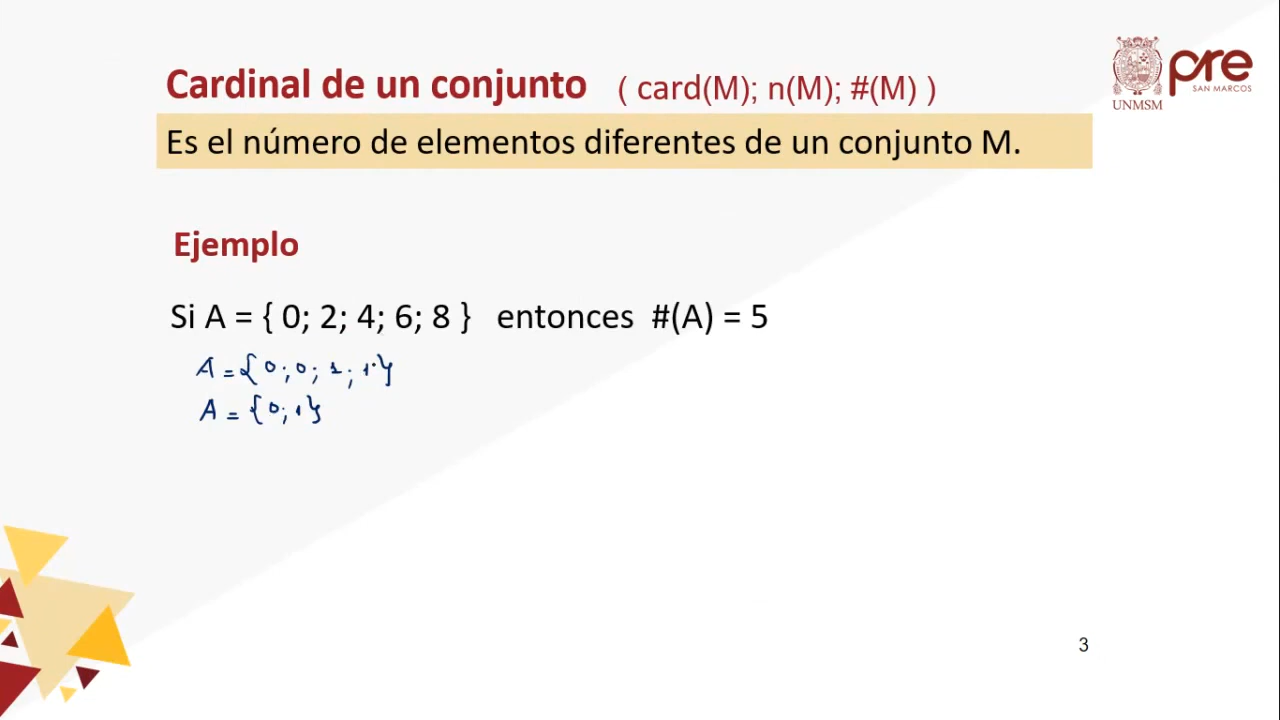 Cardinal de un conjunto ( card(M); n(M); #(M) )
pre
SAN MARCOS
UNMSM
Es el número de elementos diferentes de un conjunto M.
Ejemplo
Si A = { 0; 2; 4; 6; 8 } entonces #(A) = 5
A = {0; 0; 1; 1}
A = {0; 1}
3